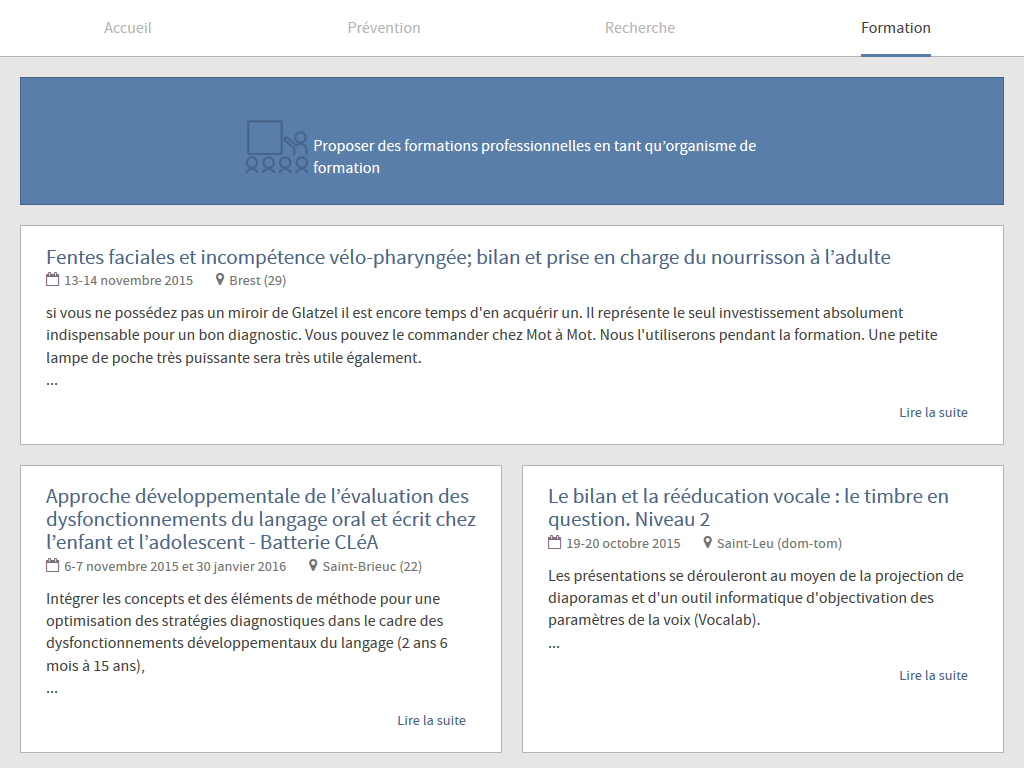 Accueil
Prévention
Recherche
Formation
Proposer des formations professionnelles en tant qu’organisme de
formation
Fentes faciales et incompétence vélo-pharyngée; bilan et prise en charge du nourrisson à l’adulte
13-14 novembre 2015 Brest (29)
si vous ne possédez pas un miroir de Glatzel il est encore temps d'en acquérir un. Il représente le seul investissement absolument
indispensable pour un bon diagnostic. Vous pouvez le commander chez Mot à Mot. Nous l'utiliserons pendant la formation. Une petite
lampe de poche très puissante sera très utile également.
...
Lire la suite
Approche développementale de l’évaluation des
dysfonctionnements du langage oral et écrit chez
l’enfant et l’adolescent - Batterie CLéA
6-7 novembre 2015 et 30 janvier 2016 Saint-Brieuc (22)
Intégrer les concepts et des éléments de méthode pour une
optimisation des stratégies diagnostiques dans le cadre des
dysfonctionnements développementaux du langage (2 ans 6
mois à 15 ans),
...
Lire la suite
Le bilan et la rééducation vocale : le timbre en
question. Niveau 2
19-20 octobre 2015 Saint-Leu (dom-tom)
Les présentations se dérouleront au moyen de la projection de
diaporamas et d'un outil informatique d'objectivation des
paramètres de la voix (Vocalab).
...
Lire la suite